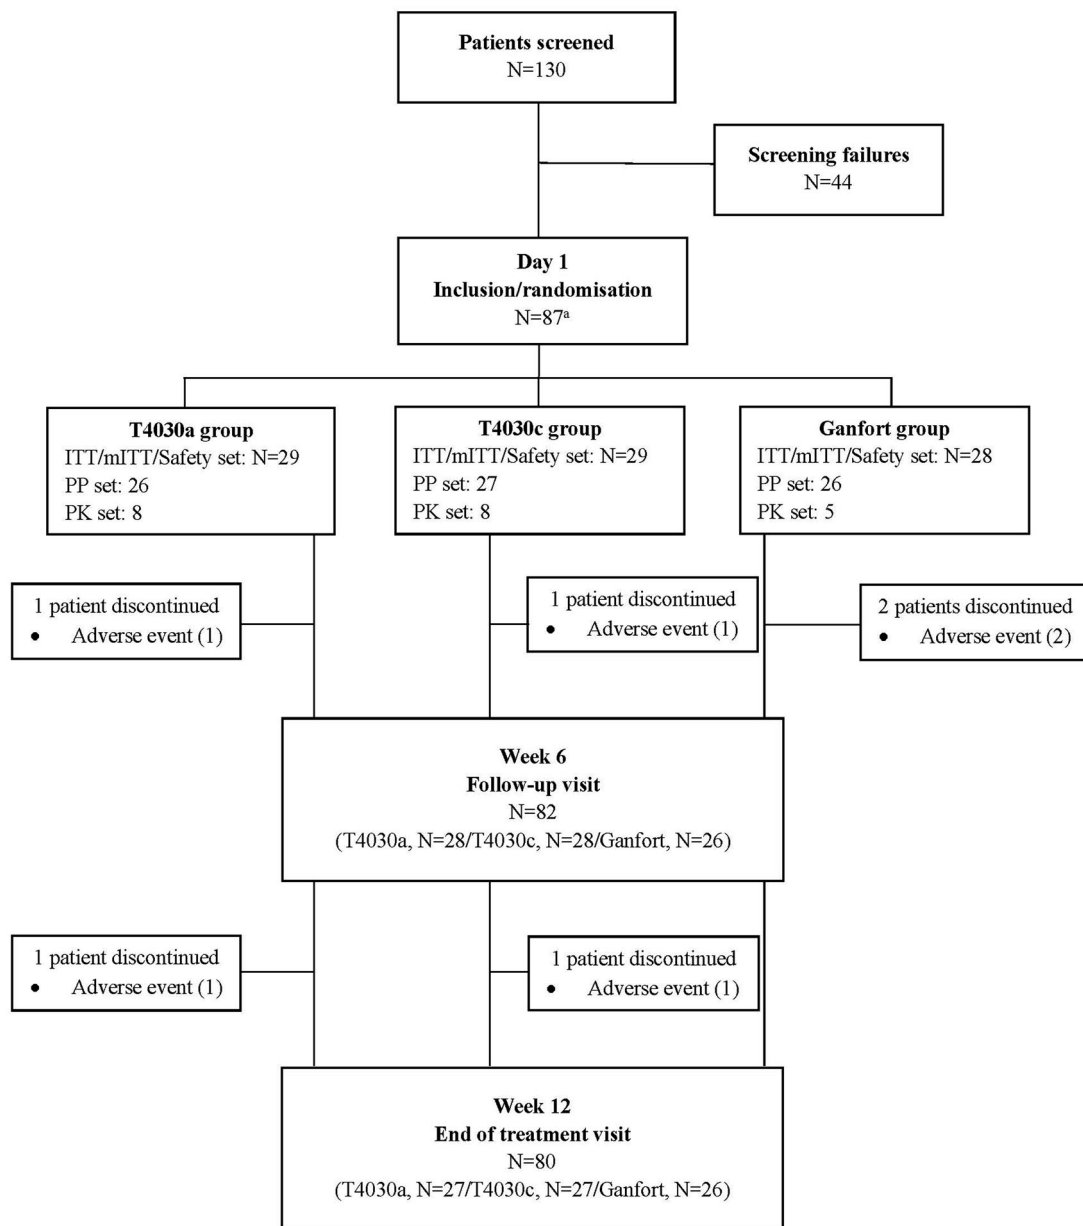 Patients screened
N=130
Screening failures
N=44
Day 1
Inclusion/randomisation
N=87ᵃ
T4030a group
ITT/mITT/Safety set: N=29
PP set: 26
PK set: 8
T4030c group
ITT/mITT/Safety set: N=29
PP set: 27
PK set: 8
Ganfort group
ITT/mITT/Safety set: N=28
PP set: 26
PK set: 5
1 patient discontinued
• Adverse event (1)
1 patient discontinued
• Adverse event (1)
2 patients discontinued
• Adverse event (2)
Week 6
Follow-up visit
N=82
(T4030a, N=28/T4030c, N=28/Ganfort, N=26)
1 patient discontinued
• Adverse event (1)
1 patient discontinued
• Adverse event (1)
Week 12
End of treatment visit
N=80
(T4030a, N=27/T4030c, N=27/Ganfort, N=26)